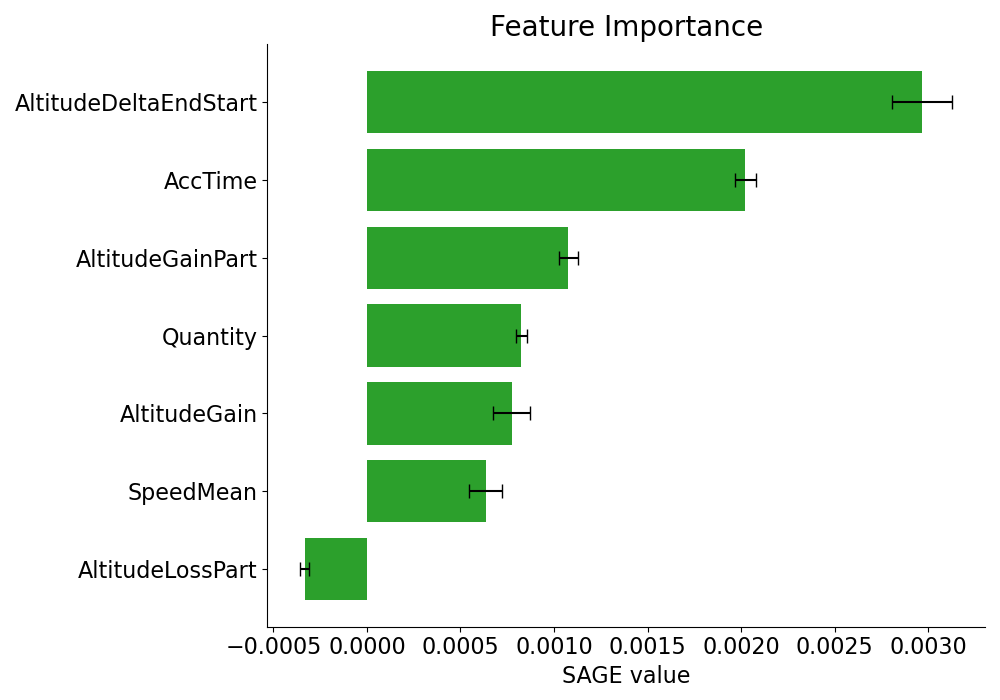 Feature Importance
AltitudeDeltaEndStart
AccTime
AltitudeGainPart
Quantity
AltitudeGain
SpeedMean
AltitudeLossPart
−0.0005 0.0000 0.0005 0.0010 0.0015 0.0020 0.0025 0.0030
SAGE value